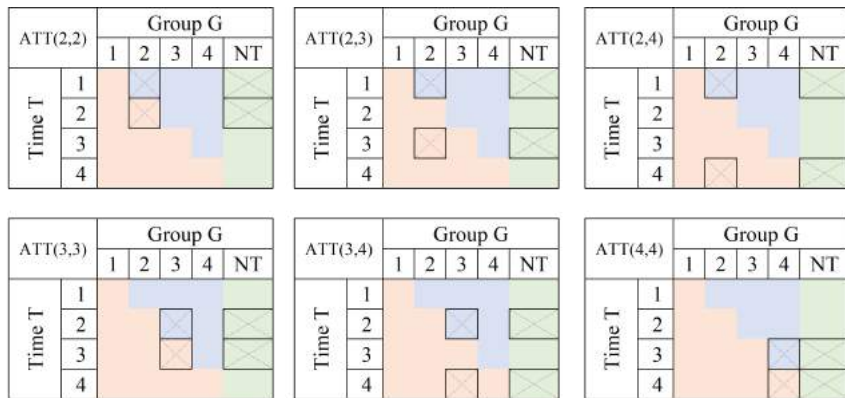 ATT(2,2) Group G
1 2 3 4 NT
Time T
1
2
3
4
ATT(2,3) Group G
1 2 3 4 NT
Time T
1
2
3
4
ATT(2,4) Group G
1 2 3 4 NT
Time T
1
2
3
4
ATT(3,3) Group G
1 2 3 4 NT
Time T
1
2
3
4
ATT(3,4) Group G
1 2 3 4 NT
Time T
1
2
3
4
ATT(4,4) Group G
1 2 3 4 NT
Time T
1
2
3
4